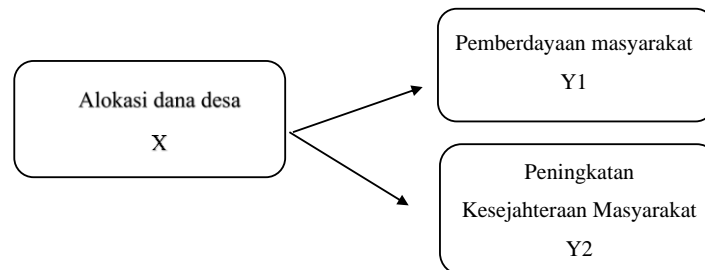 Alokasi dana desa
X
Pemberdayaan masyarakat
Y1
Peningkatan
Kesejahteraan Masyarakat
Y2